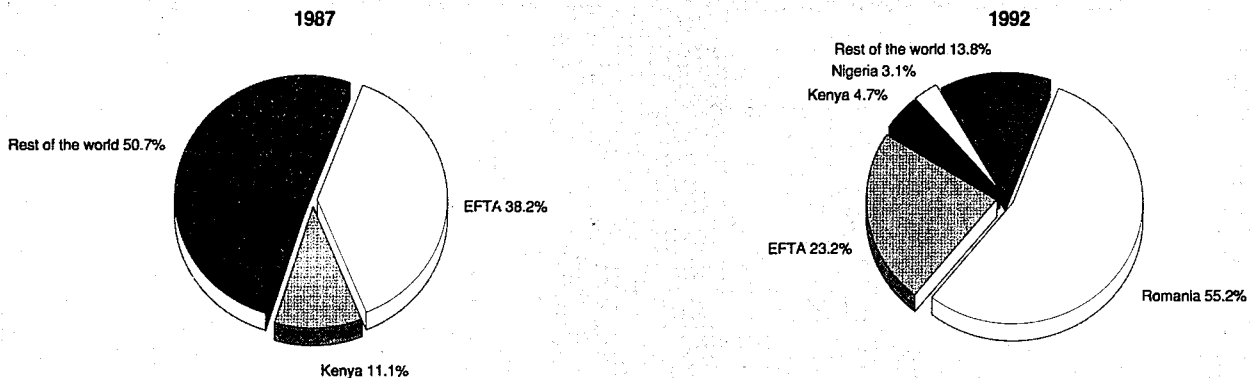 1987
Rest of the world 50.7%
EFTA 38.2%
Kenya 11.1%
1992
Rest of the world 13.8%
Nigeria 3.1%
Kenya 4.7%
EFTA 23.2%
Romania 55.2%